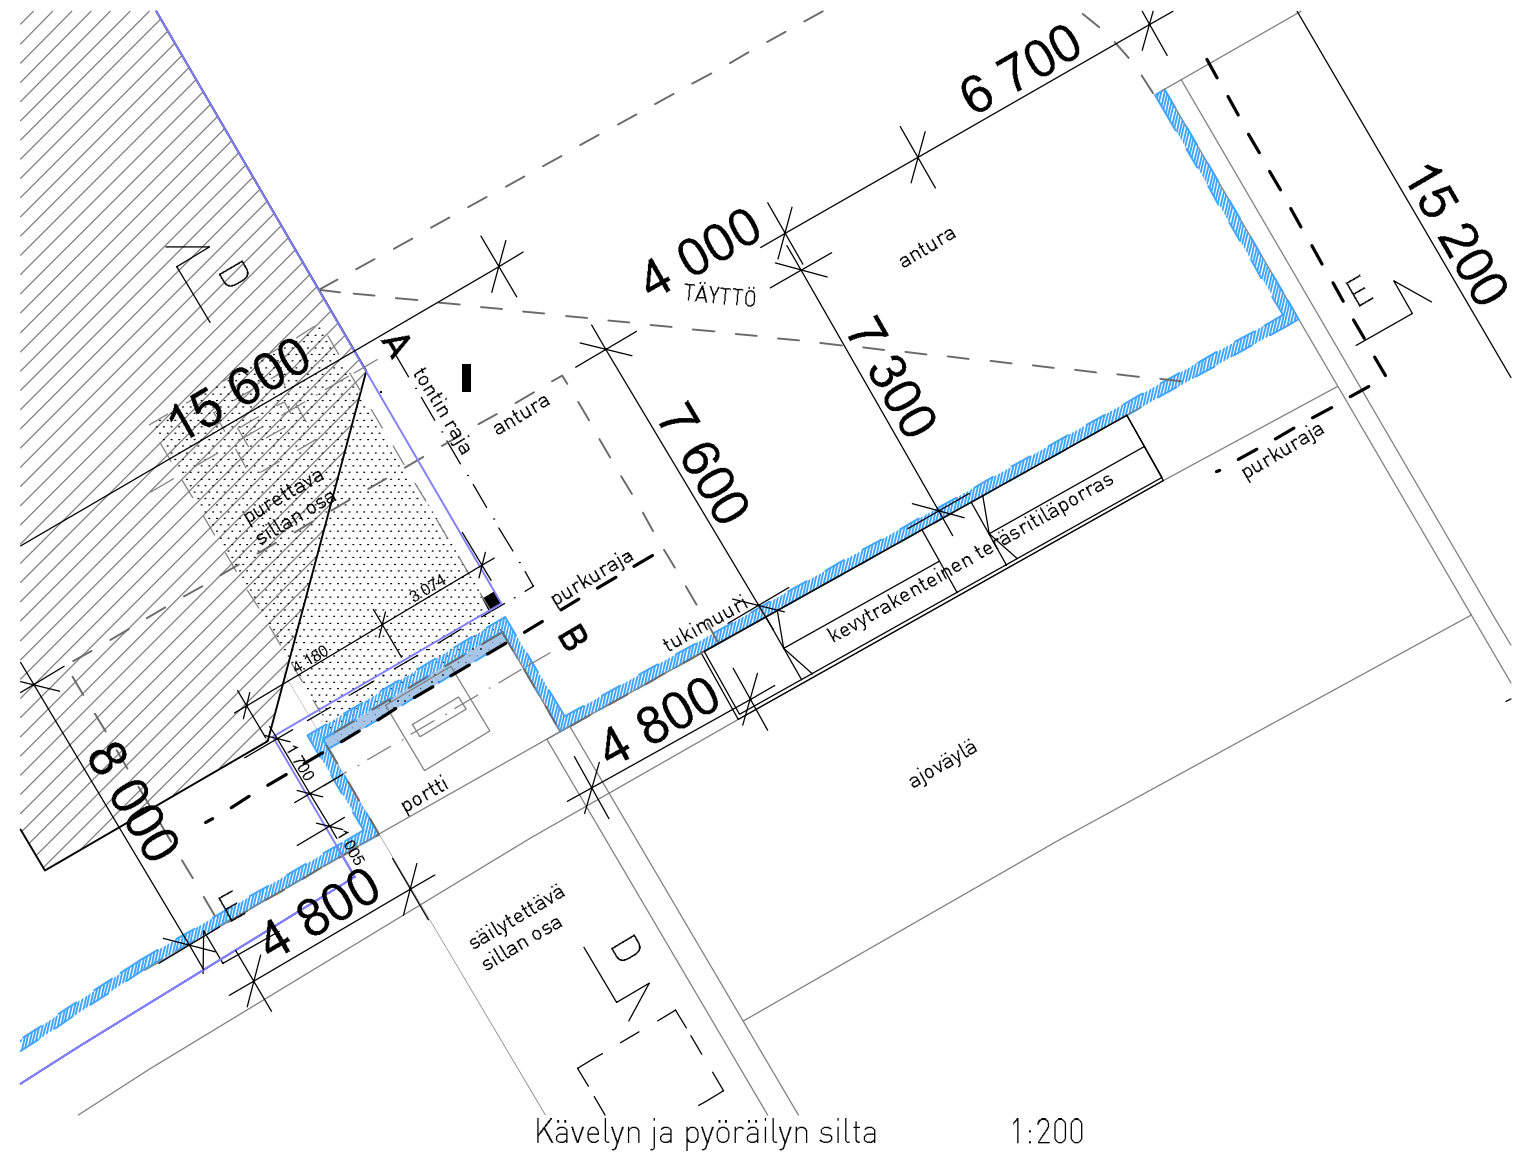 6 700
15 200
D
4 000
TÄYTTÖ
antura
E
A
15 600
tontin raja
antura
7 300
7 600
purettava
sillan osa
purkuraja
purkuraja
3.074
B
tukimuuri
kevytrakenteinen teräsritiläporras
4.180
4 800
1.700
8 000
portti
ajoväylä
1.005
4 800
E
säilytettävä
sillan osa
D
Kävelyn ja pyöräilyn silta
1:200